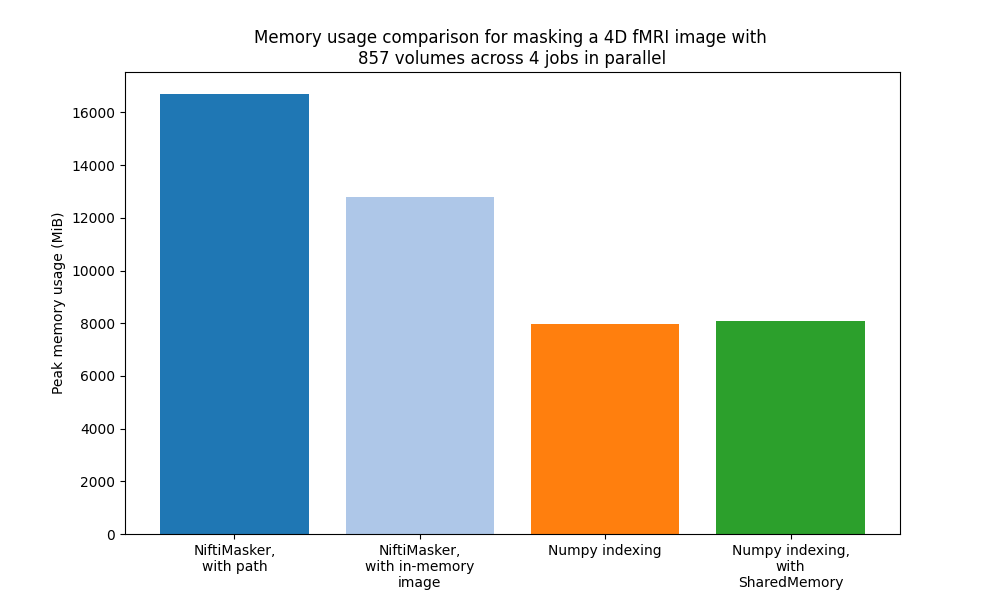 Memory usage comparison for masking a 4D fMRI image with
857 volumes across 4 jobs in parallel
Peak memory usage (MiB)
16000
14000
12000
10000
8000
6000
4000
2000
0
NiftiMasker,
with path
NiftiMasker,
with in-memory
image
Numpy indexing
Numpy indexing,
with
SharedMemory